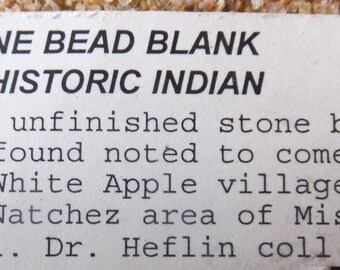 NE BEAD BLANK
HISTORIC INDIAN
unfinished stone b
found noted to come
White Apple village
Natchez area of Mis
. Dr. Heflin coll